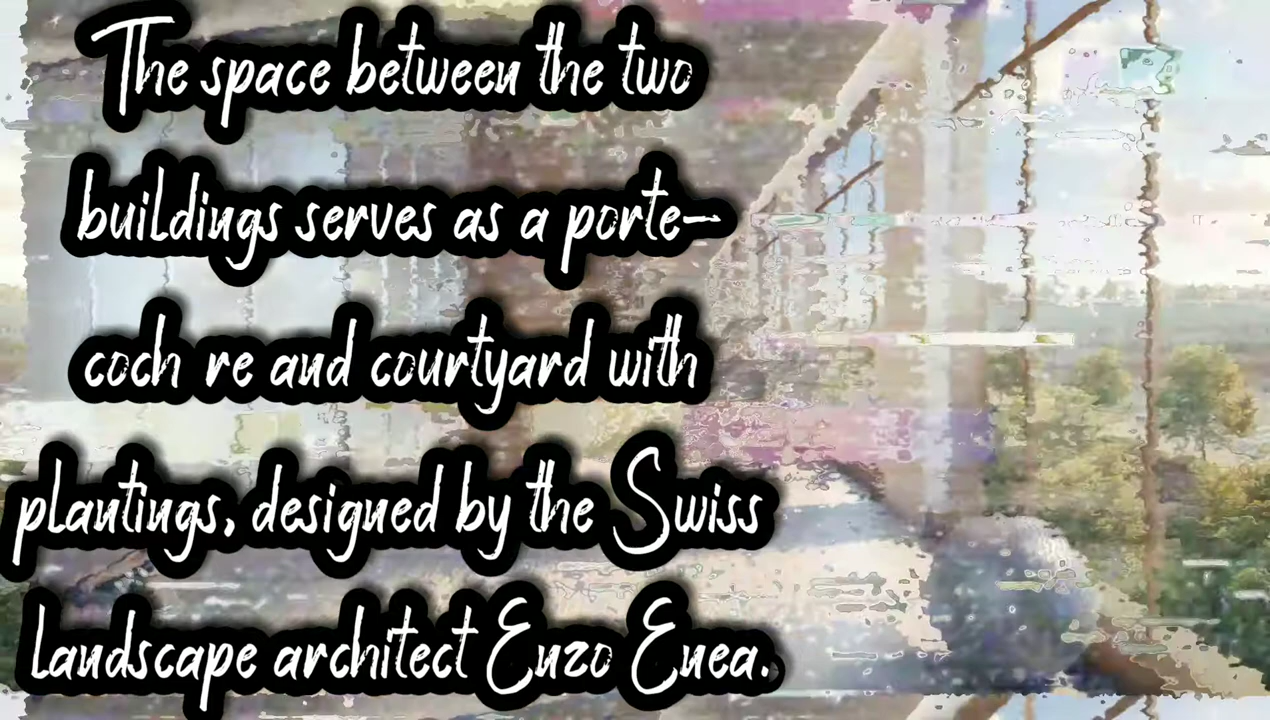 The space between the two
buildings serves as a porte-
coch re and courtyard with
plantings, designed by the Swiss
landscape architect Enzo Enea.